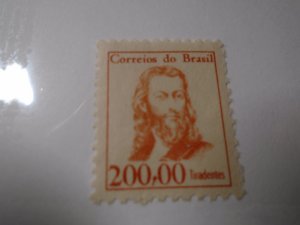 Correios do Brasil
200,00 Tiradentes